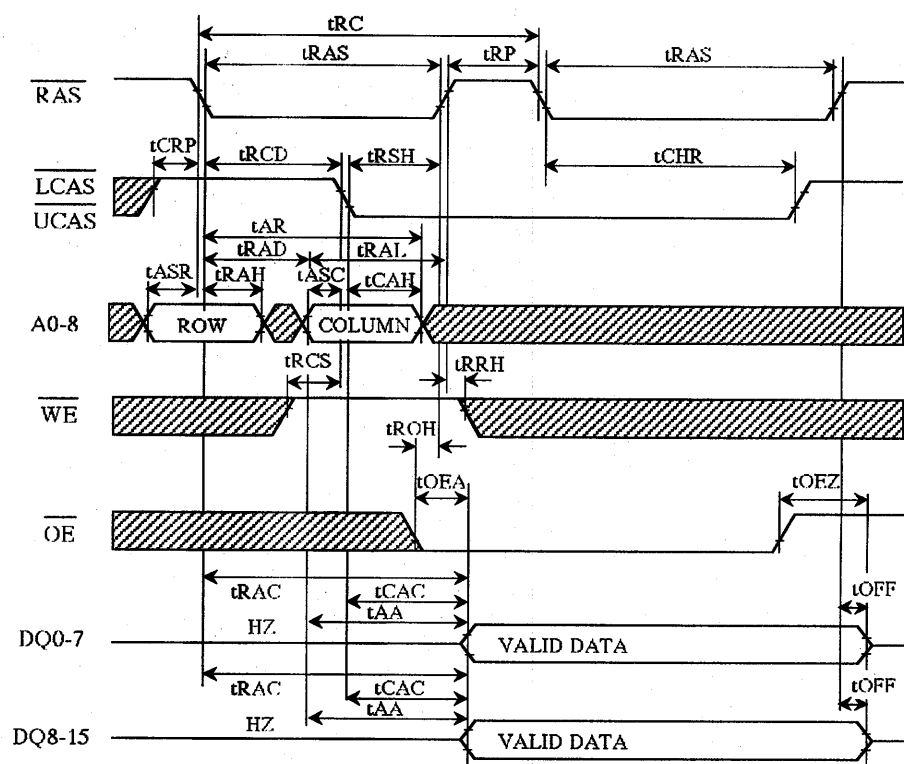 tRC
tRAS tRP tRAS
RAS
tCRP tRCD tRSH tCHR
LCAS
UCAS
tAR
tRAD tRAL
tASR tRAH tASC tCAH
A0-8 ROW COLUMN
tRCS tRRH
WE
tROH
tOEA tOEZ
OE
tRAC tCAC tOFF
tAA
DQ0-7 HZ VALID DATA
tRAC tCAC tOFF
tAA
DQ8-15 HZ VALID DATA